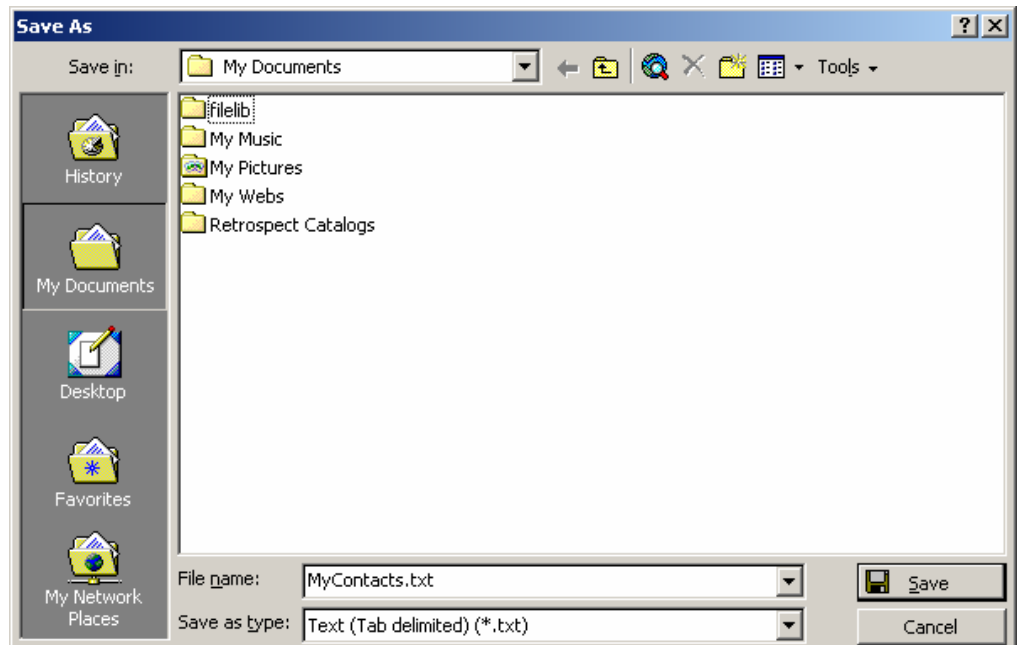 Save As
Save in:
My Documents
Tools
filelib
My Music
My Pictures
My Webs
Retrospect Catalogs
History
My Documents
Desktop
Favorites
My Network
Places
File name:
MyContacts.txt
Save
Save as type:
Text (Tab delimited) (*.txt)
Cancel